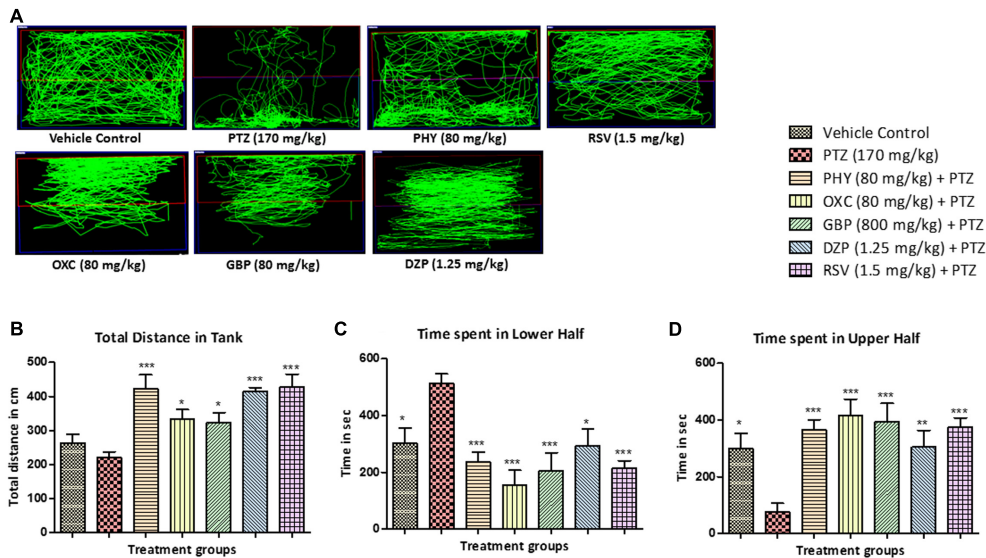 A
Vehicle Control
PTZ (170 mg/kg)
PHY (80 mg/kg)
RSV (1.5 mg/kg)
OXC (80 mg/kg)
GBP (80 mg/kg)
DZP (1.25 mg/kg)
Vehicle Control
PTZ (170 mg/kg)
PHY (80 mg/kg) + PTZ
OXC (80 mg/kg) + PTZ
GBP (800 mg/kg) + PTZ
DZP (1.25 mg/kg) + PTZ
RSV (1.5 mg/kg) + PTZ
B
Total Distance in Tank
Total distance in cm
500
400
300
200
100
0
***
*
*
***
***
Treatment groups
C
Time spent in Lower Half
Time in sec
600
400
200
0
*
***
***
***
*
***
Treatment groups
D
Time spent in Upper Half
Time in sec
600
400
200
0
*
***
***
***
**
***
Treatment groups